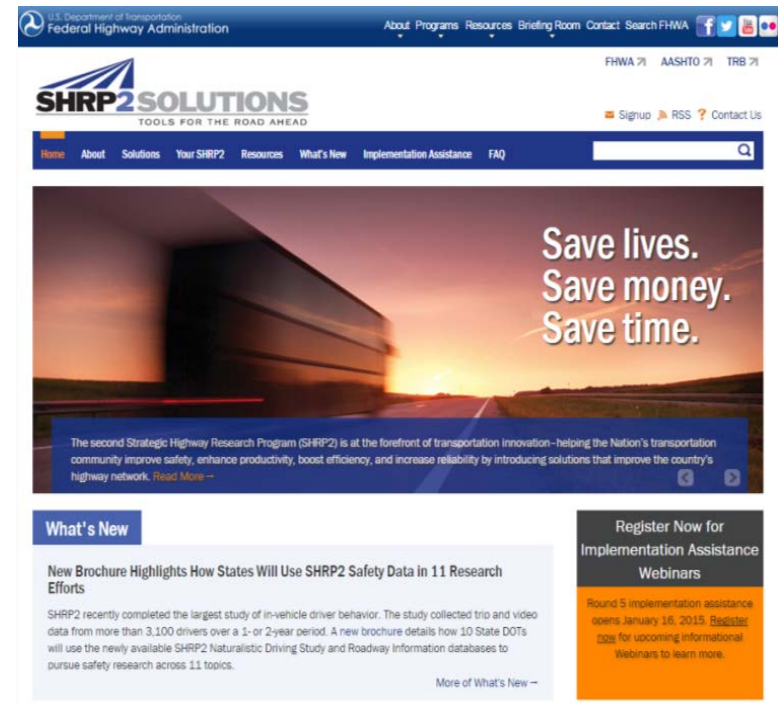 U.S. Department of Transportation
Federal Highway Administration
About Programs Resources Briefing Room Contact Search FHWA
FHWA AASHTO TRB
SHRP2 SOLUTIONS
TOOLS FOR THE ROAD AHEAD
Signup RSS ? Contact Us
Home About Solutions Your SHRP2 Resources What's New Implementation Assistance FAQ
Save lives.
Save money.
Save time.
The second Strategic Highway Research Program (SHRP2) is at the forefront of transportation innovation–helping the Nation's transportation
community improve safety, enhance productivity, boost efficiency, and increase reliability by introducing solutions that improve the country's
highway network. Read More →
What's New
New Brochure Highlights How States Will Use SHRP2 Safety Data in 11 Research
Efforts
SHRP2 recently completed the largest study of in-vehicle driver behavior. The study collected trip and video
data from more than 3,100 drivers over a 1- or 2-year period. A new brochure details how 10 State DOTs
will use the newly available SHRP2 Naturalistic Driving Study and Roadway Information databases to
pursue safety research across 11 topics.
More of What's New →
Register Now for
Implementation Assistance
Webinars
Round 5 implementation assistance
opens January 16, 2015. Register
now for upcoming informational
Webinars to learn more.